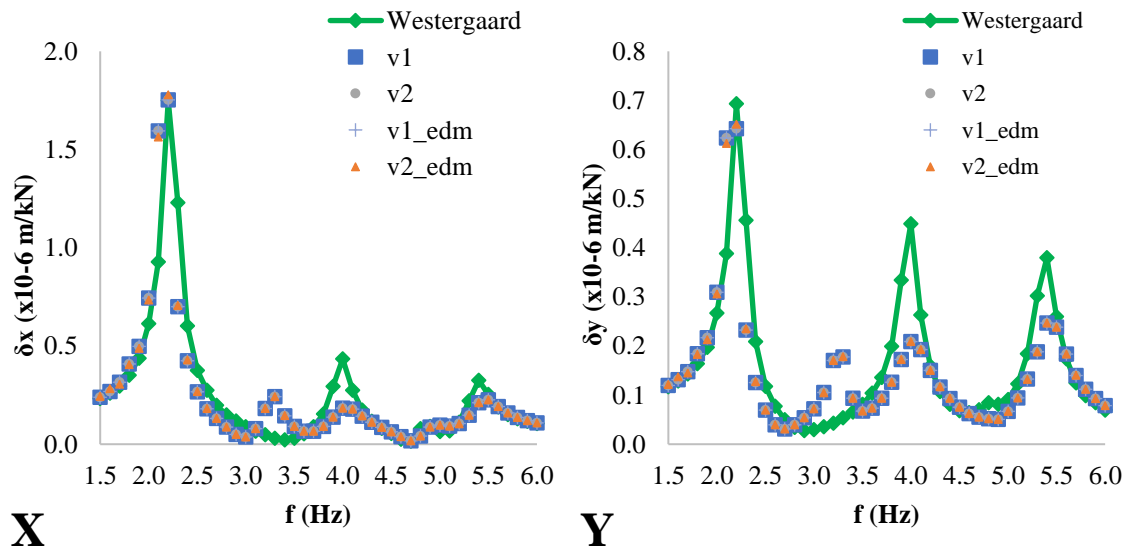 Westergaard
v1
v2
v1_edm
v2_edm
δx (x10-6 m/kN)
2.0
1.5
1.0
0.5
0.0
1.5 2.0 2.5 3.0 3.5 4.0 4.5 5.0 5.5 6.0
f (Hz)
X
Westergaard
v1
v2
v1_edm
v2_edm
δy (x10-6 m/kN)
0.8
0.7
0.6
0.5
0.4
0.3
0.2
0.1
0.0
1.5 2.0 2.5 3.0 3.5 4.0 4.5 5.0 5.5 6.0
f (Hz)
Y